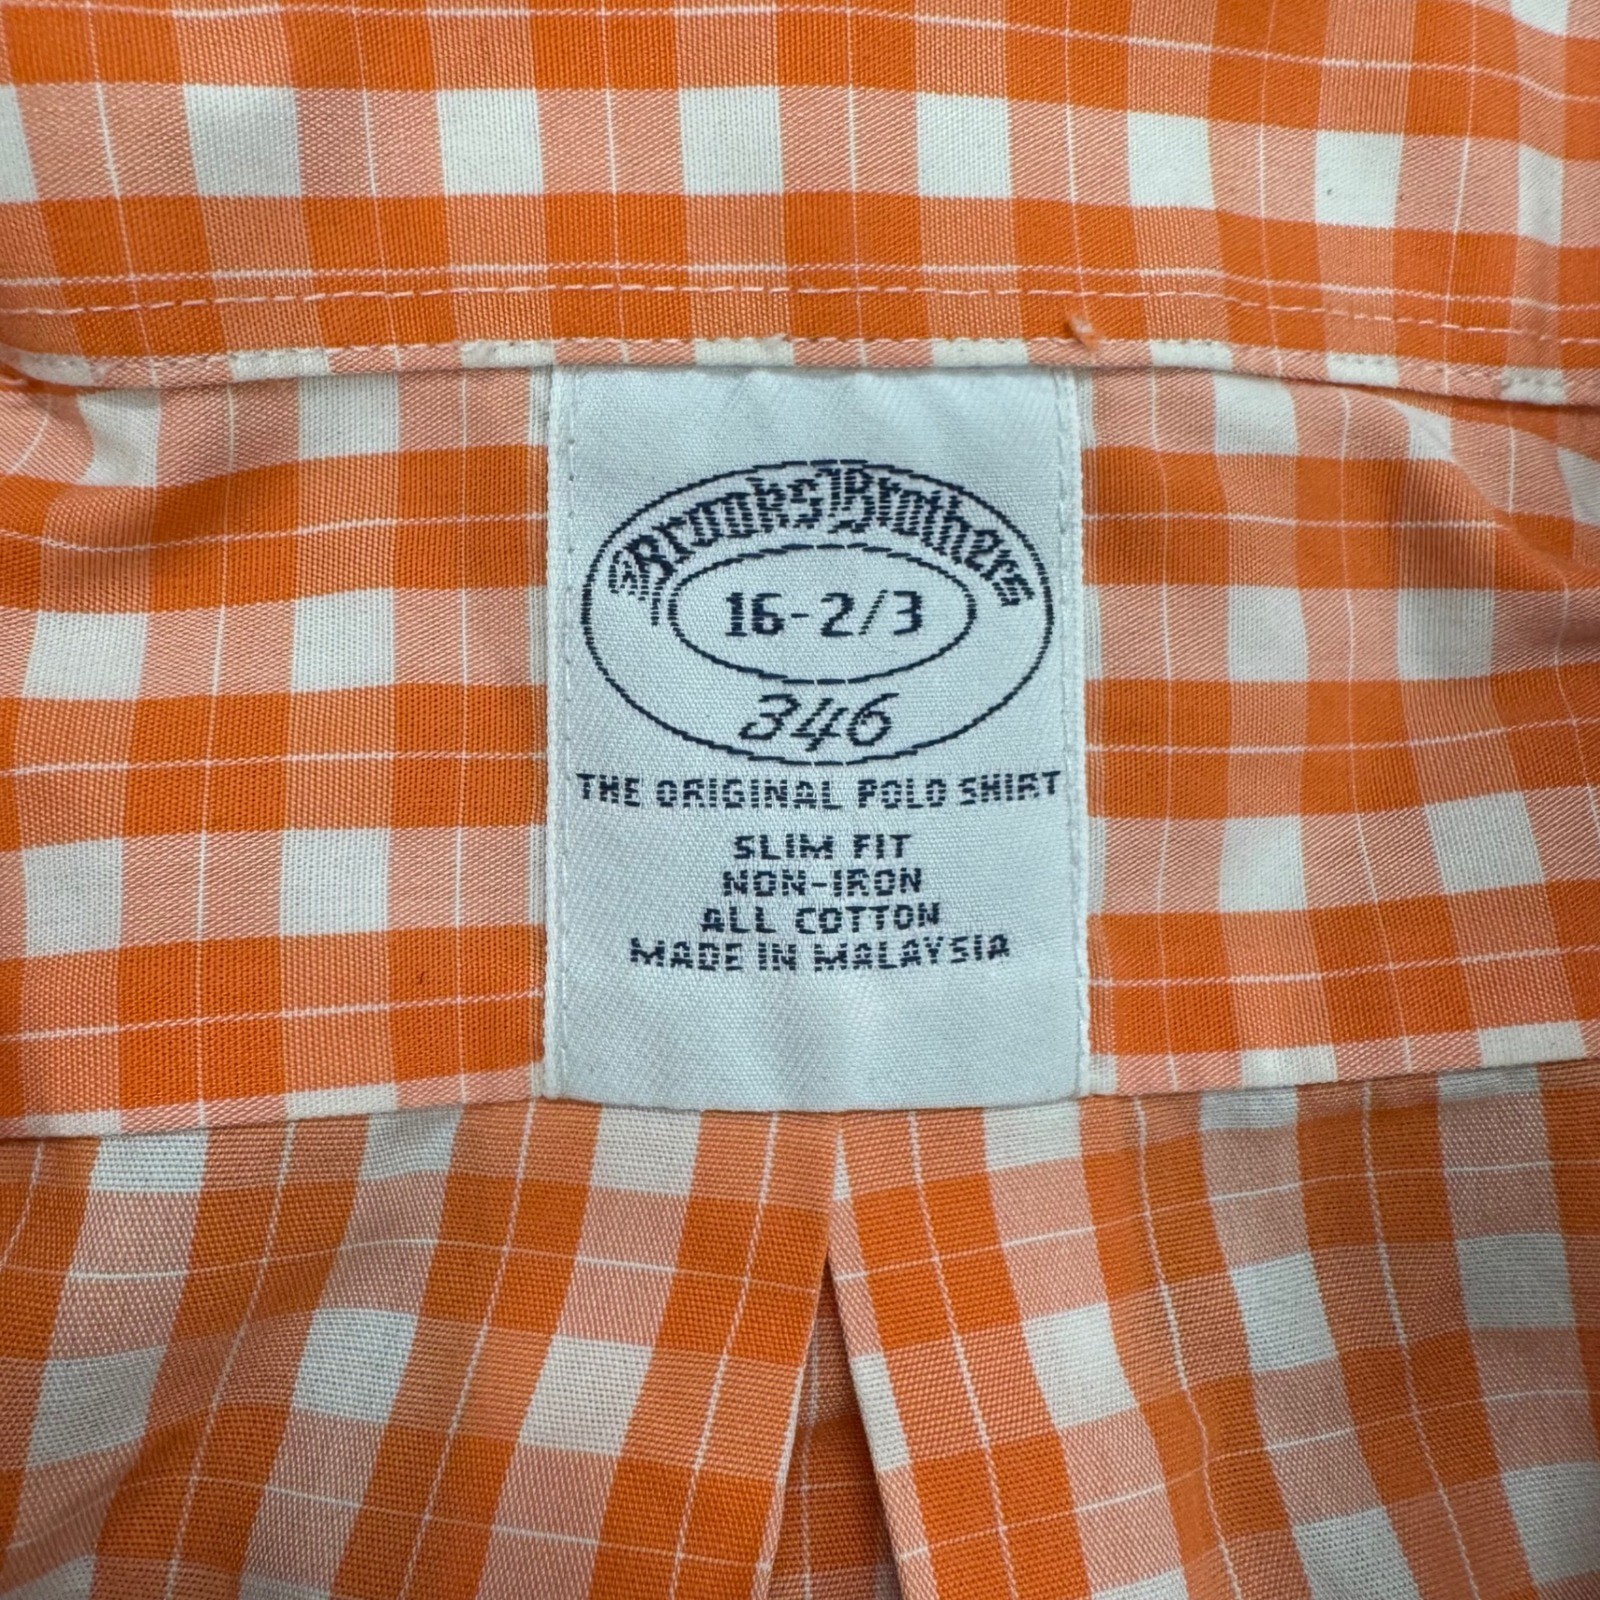 Brooks Brothers
16-2/3
346
THE ORIGINAL POLO SHIRT
SLIM FIT
NON-IRON
ALL COTTON
MADE IN MALAYSIA